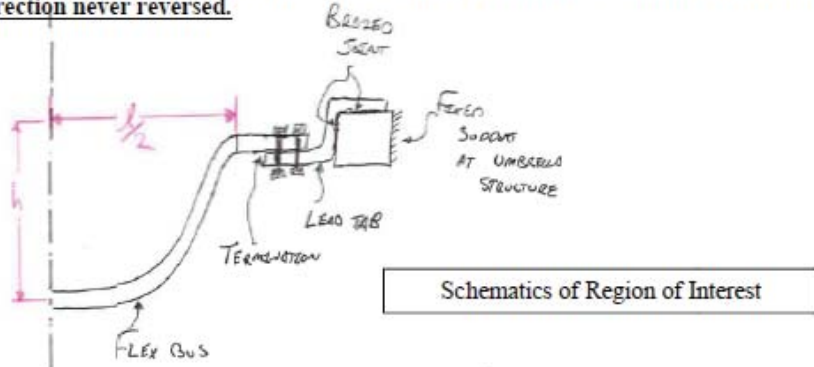 rection never reversed.
BRAZED
JOINT
l/2
FIXED
SUPPORT
AT UMBRELLA
STRUCTURE
h
LEAD TAB
TERMINATION
Schematics of Region of Interest
FLEX BUS